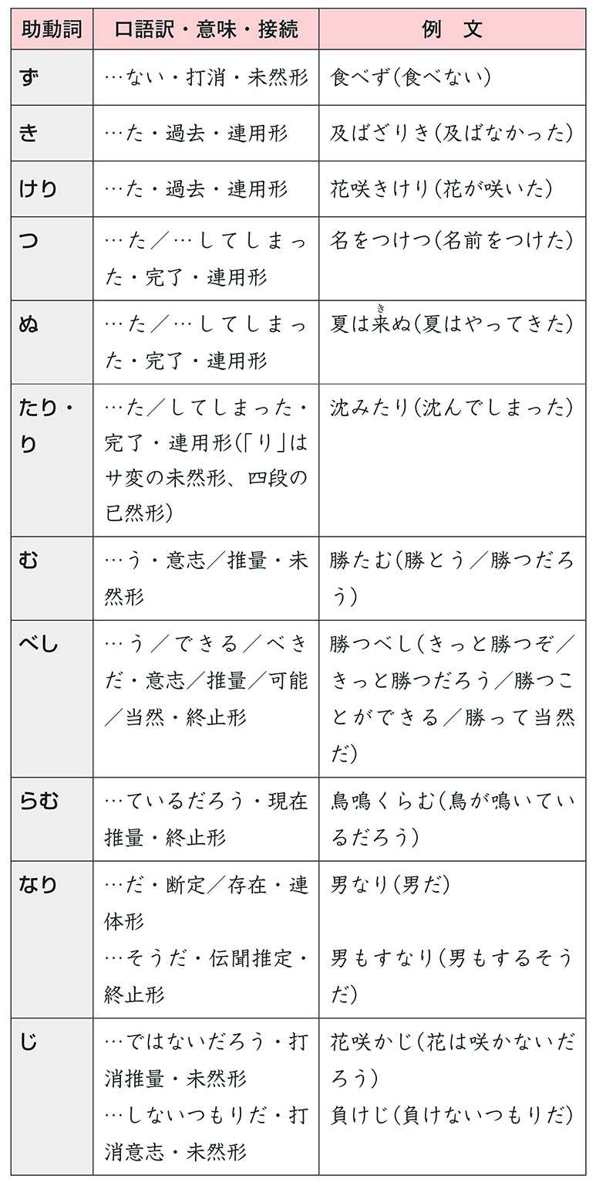 助動詞 口語訳・意味・接続 例 文
ず …ない・打消・未然形 食べず(食べない)
き …た・過去・連用形 及ばざりき(及ばなかった)
けり …た・過去・連用形 花咲きけり(花が咲いた)
つ …た/…してしまっ 名をつけつ(名前をつけた)
た・完了・連用形
ぬ …た/…してしまっ 夏は来ぬ(夏はやってきた)
き
た・完了・連用形
たり・ …た/してしまった・ 沈みたり(沈んでしまった)
り 完了・連用形(「り」は
サ変の未然形、四段の
已然形)
む …う・意志/推量・未 勝たむ(勝とう/勝つだろ
然形 う)
べし …う/できる/べき 勝つべし(きっと勝つぞ/
だ・意志/推量/可能 きっと勝つだろう/勝つこ
/当然・終止形 とができる/勝って当然
だ)
らむ …ているだろう・現在 鳥鳴くらむ(鳥が鳴いてい
推量・終止形 るだろう)
なり …だ・断定/存在・連 男なり(男だ)
体形
…そうだ・伝聞推定・ 男もすなり(男もするそう
終止形 だ)
じ …ではないだろう・打 花咲かじ(花は咲かないだ
消推量・未然形 ろう)
…しないつもりだ・打 負けじ(負けないつもりだ)
消意志・未然形